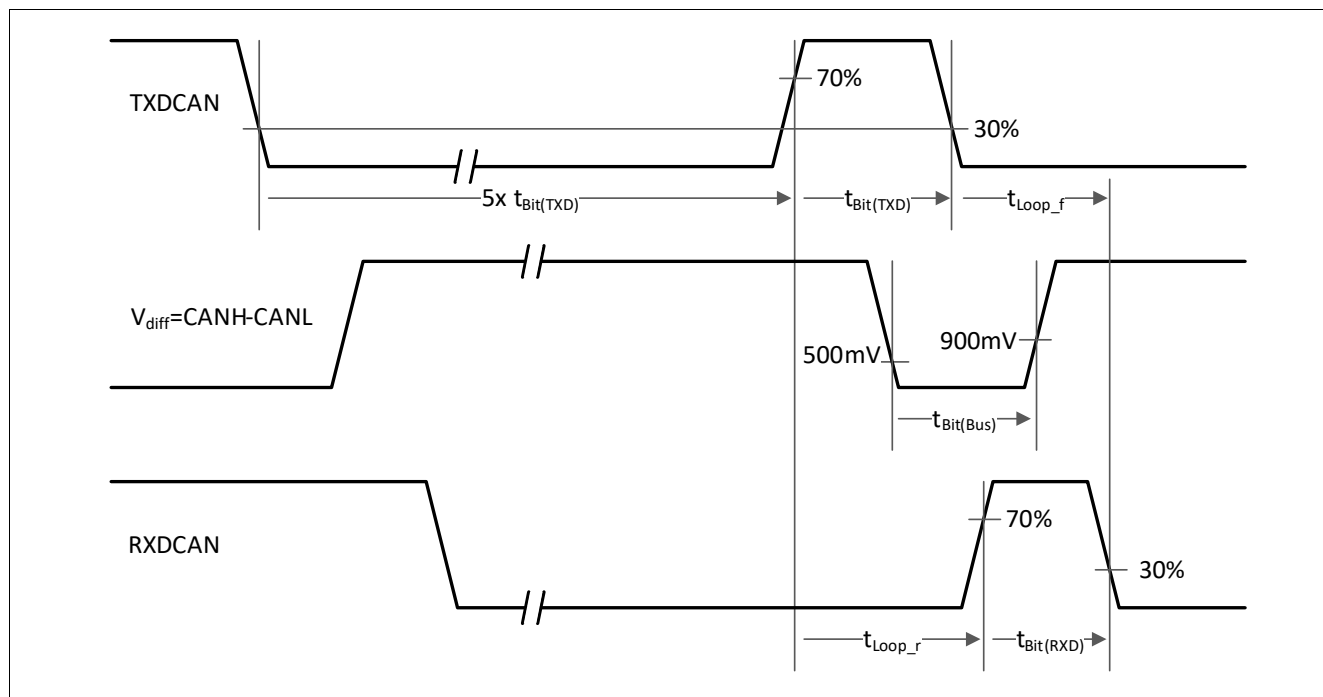 TXDCAN
70%
30%
5x tBit(TXD)
tBit(TXD)
tLoop_f
Vdiff=CANH-CANL
500mV
900mV
tBit(Bus)
RXDCAN
70%
30%
tLoop_r
tBit(RXD)